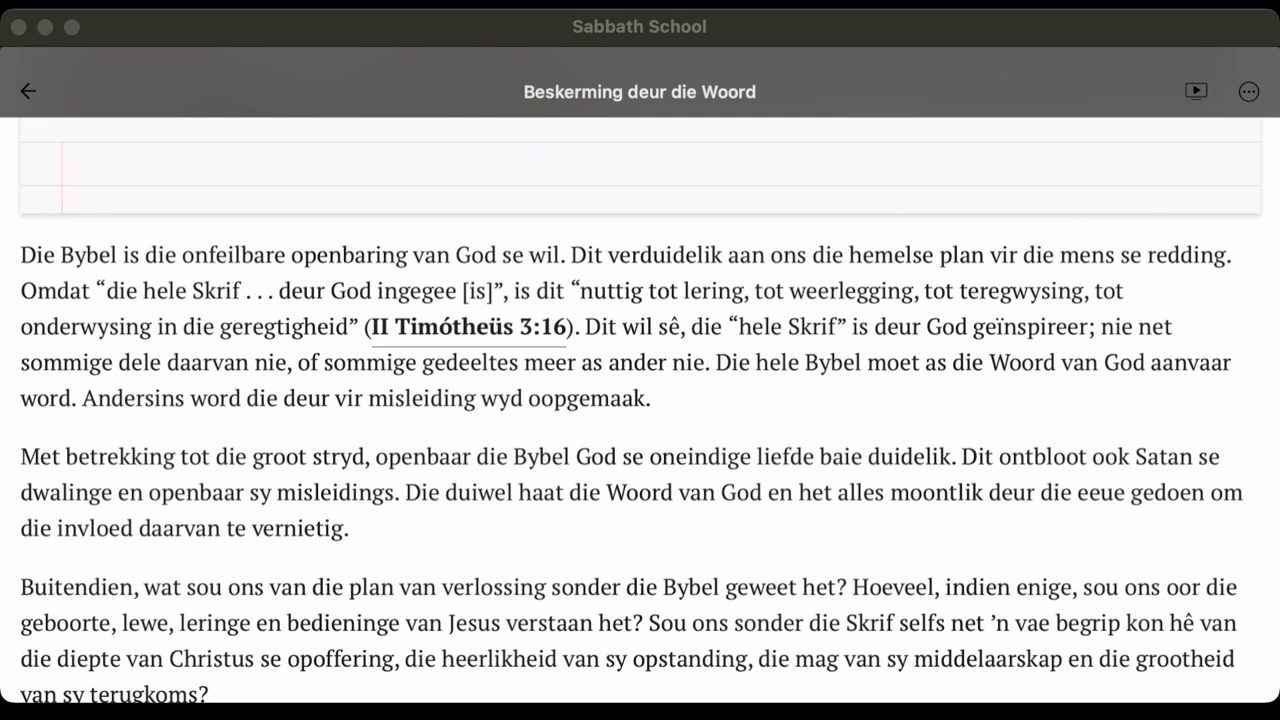 Sabbath School
Beskerming deur die Woord
Die Bybel is die onfeilbare openbaring van God se wil. Dit verduidelik aan ons die hemelse plan vir die mens se redding.
Omdat “die hele Skrif . . . deur God ingegee [is]”, is dit “nuttig tot lering, tot weerlegging, tot teregwysing, tot
onderwysing in die geregtigheid” (II Timótheüs 3:16). Dit wil sê, die “hele Skrif” is deur God geïnspireer; nie net
sommige dele daarvan nie, of sommige gedeeltes meer as ander nie. Die hele Bybel moet as die Woord van God aanvaar
word. Andersins word die deur vir misleiding wyd oopgemaak.
Met betrekking tot die groot stryd, openbaar die Bybel God se oneindige liefde baie duidelik. Dit ontbloot ook Satan se
dwalinge en openbaar sy misleidings. Die duiwel haat die Woord van God en het alles moontlik deur die eeue gedoen om
die invloed daarvan te vernietig.
Buitendien, wat sou ons van die plan van verlossing sonder die Bybel geweet het? Hoeveel, indien enige, sou ons oor die
geboorte, lewe, leringe en bedieninge van Jesus verstaan het? Sou ons sonder die Skrif selfs net ’n vae begrip kon hê van
die diepte van Christus se opoffering, die heerlikheid van sy opstanding, die mag van sy middelaarskap en die grootheid
van sy terugkoms?